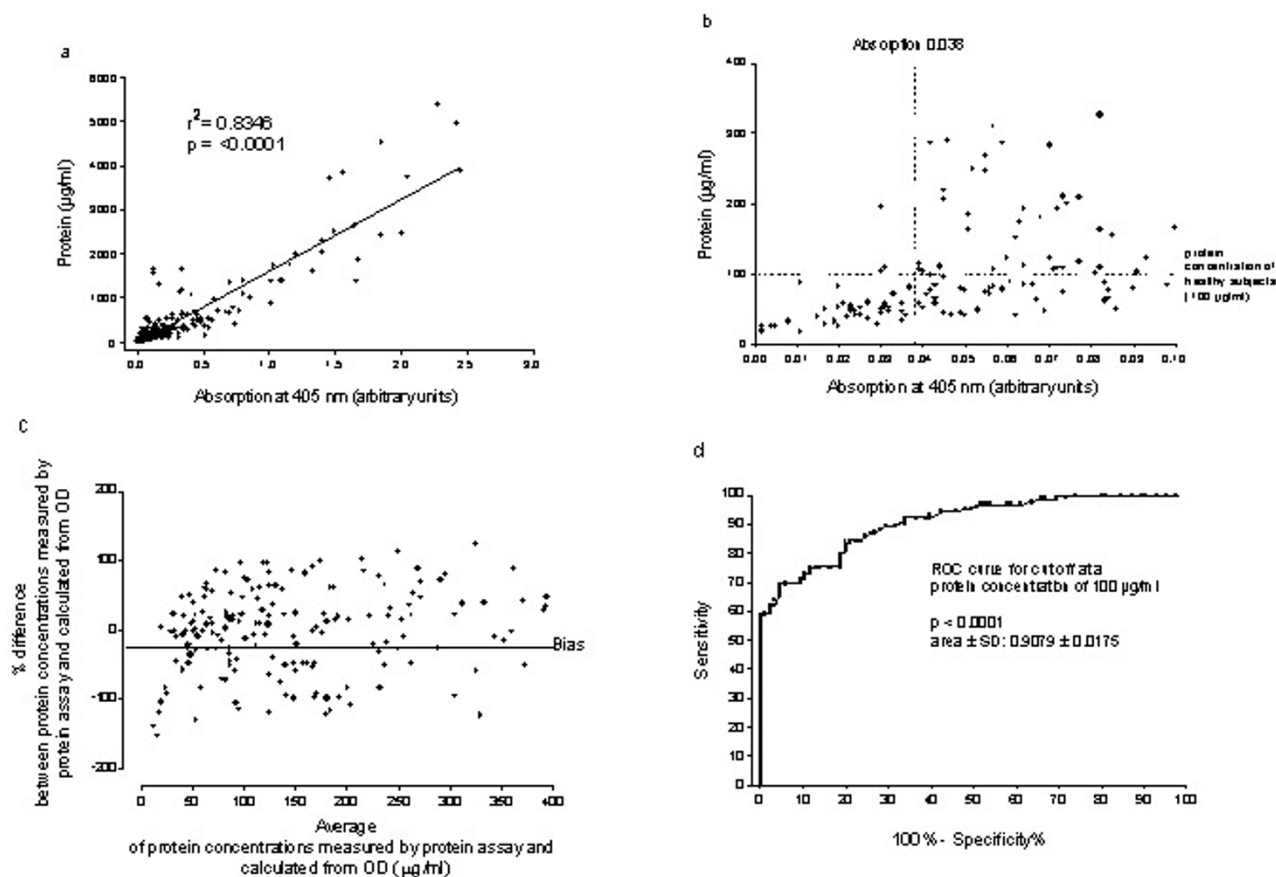 a
r2 = 0.8346
p = <0.0001
Protein (µg/ml)
6000
5000
4000
3000
2000
1000
0
0.0 0.5 1.0 1.5 2.0 2.5 3.0
Absorption at 405 nm (arbitrary units)
b
Absorption 0.038
Protein (µg/ml)
400
300
200
100
0
0.00 0.01 0.02 0.03 0.04 0.05 0.06 0.07 0.08 0.09 0.10
Absorption at 405 nm (arbitrary units)
protein
concentration of
healthy subjects
(100 µg/ml)
c
% difference
between protein concentrations measured by
protein assay and calculated from OD
200
100
0
-100
-200
Bias
0 50 100 150 200 250 300 350 400
Average
of protein concentrations measured by protein assay and
calculated from OD (µg/ml)
d
Sensitivity
100
90
80
70
60
50
40
30
20
10
0
ROC curve for cutoff at a
protein concentration of 100 µg/ml
p < 0.0001
area ± SD: 0.9079 ± 0.0175
0 10 20 30 40 50 60 70 80 90 100
100% - Specificity%